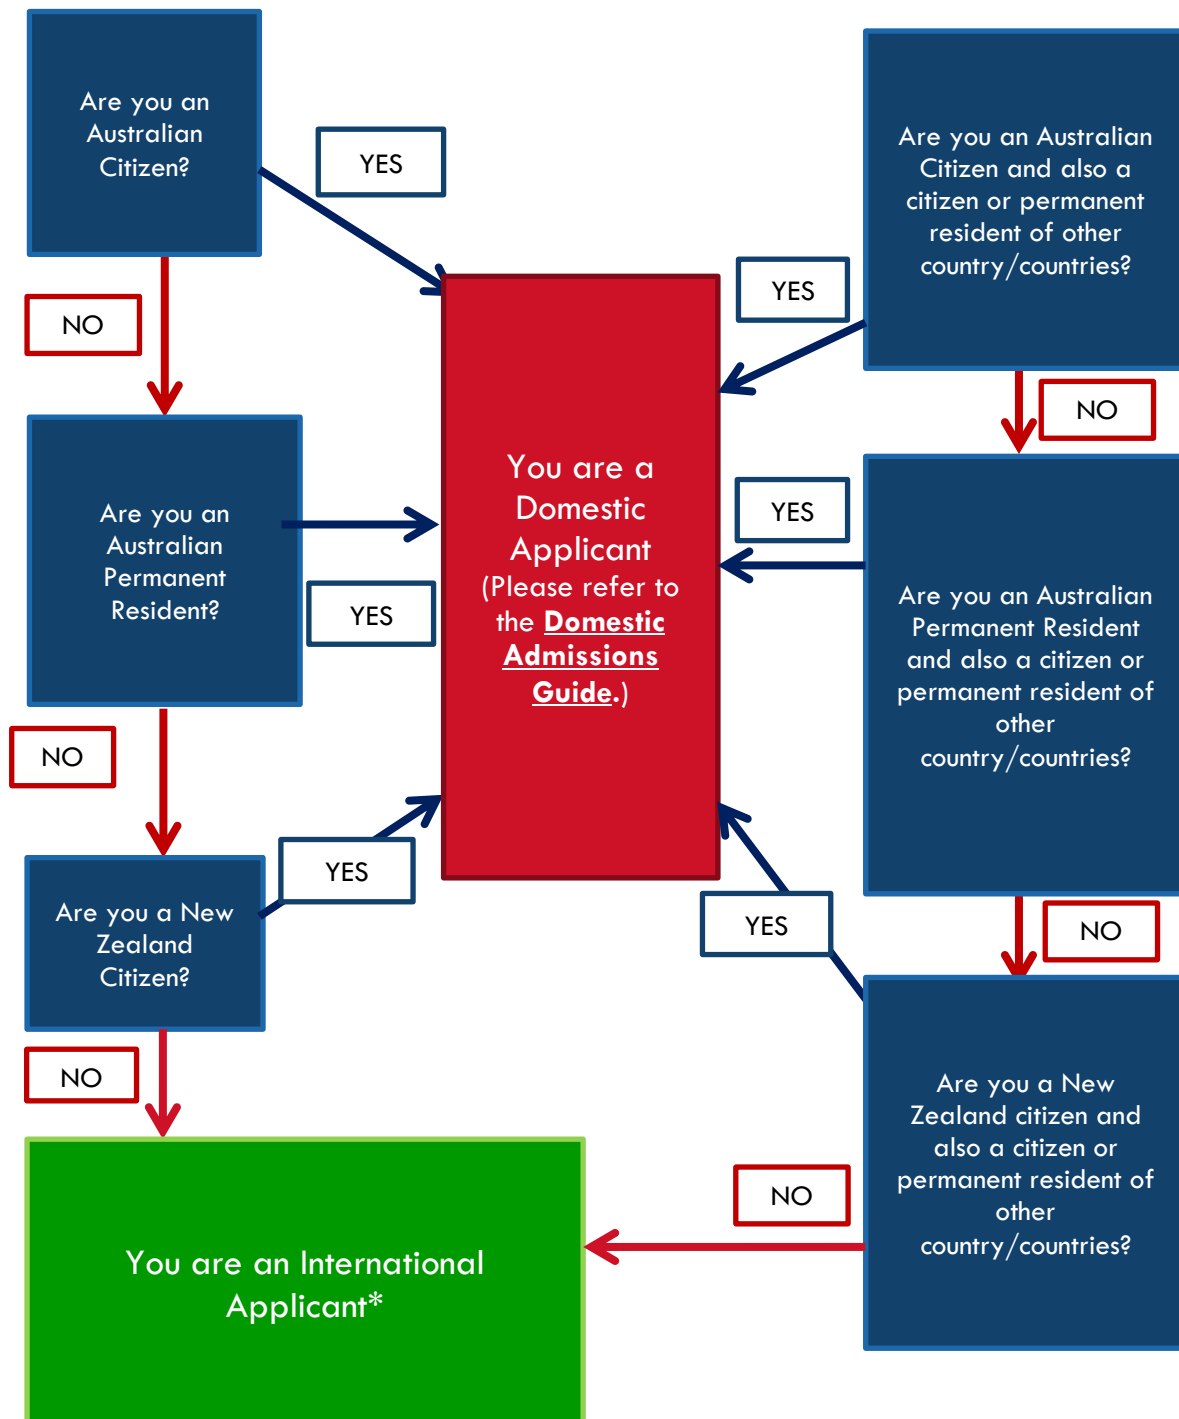 Are you an
Australian
Citizen?
YES
NO
Are you an
Australian
Permanent
Resident?
YES
NO
Are you a New
Zealand
Citizen?
YES
NO
You are an International
Applicant*
You are a
Domestic
Applicant
(Please refer to
the Domestic
Admissions
Guide.)
Are you an Australian
Citizen and also a
citizen or permanent
resident of other
country/countries?
YES
NO
Are you an Australian
Permanent Resident
and also a citizen or
permanent resident of
other
country/countries?
YES
NO
Are you a New
Zealand citizen and
also a citizen or
permanent resident of
other
country/countries?
YES
NO